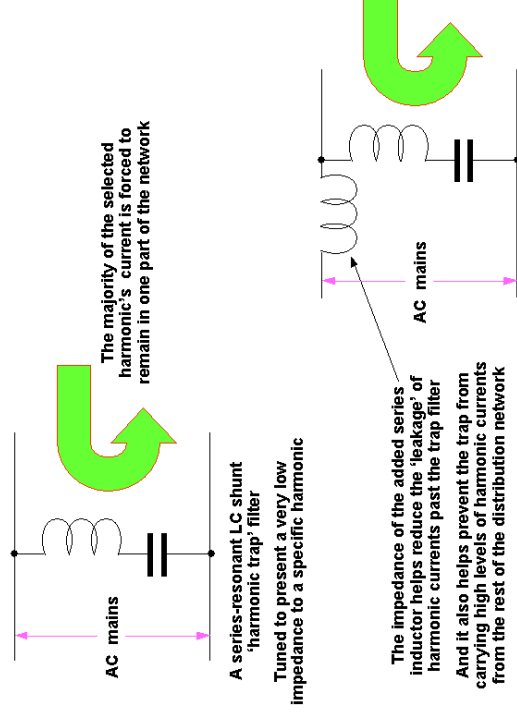 AC mains
A series-resonant LC shunt
‘harmonic trap’ filter
Tuned to present a very low
impedance to a specific harmonic
The majority of the selected
harmonic’s current is forced to
remain in one part of the network
AC mains
The impedance of the added series
inductor helps reduce the ‘leakage’ of
harmonic currents past the trap filter
And it also helps prevent the trap from
carrying high levels of harmonic currents
from the rest of the distribution network